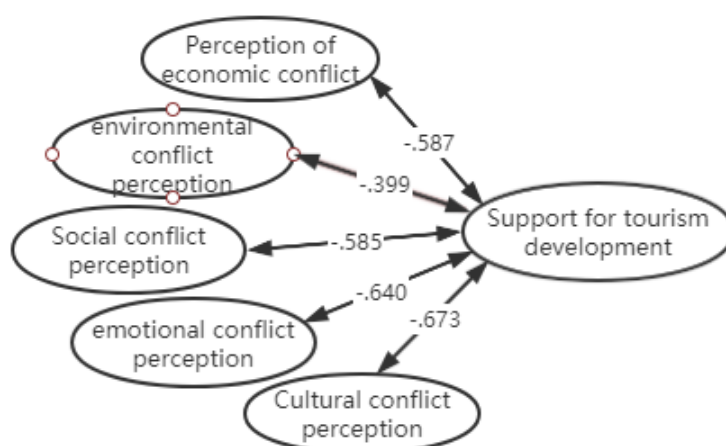 Perception of
economic conflict
-.587
environmental
conflict
perception
-.399
Support for tourism
development
Social conflict
perception
-.585
-.640
emotional conflict
perception
-.673
Cultural conflict
perception